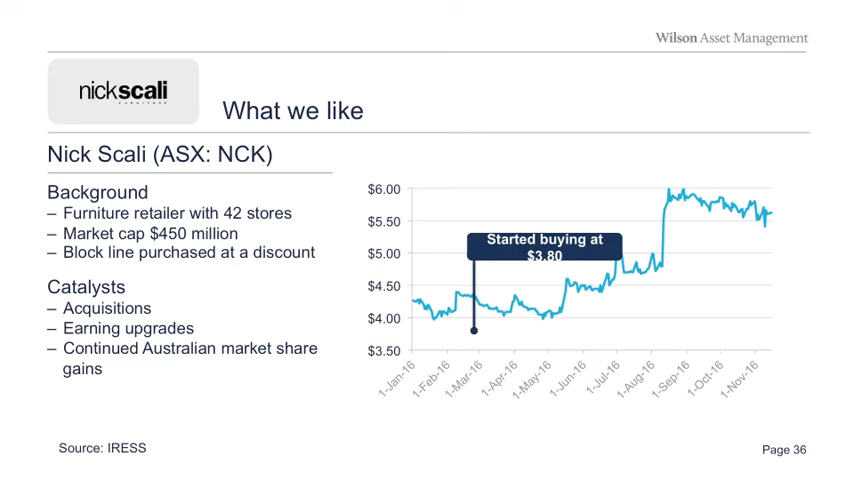 Wilson Asset Management
nickscali
FURNITURE
What we like
Nick Scali (ASX: NCK)
Background
– Furniture retailer with 42 stores
– Market cap $450 million
– Block line purchased at a discount
Catalysts
– Acquisitions
– Earning upgrades
– Continued Australian market share
gains
$6.00
$5.50
$5.00
$4.50
$4.00
$3.50
Started buying at
$3.80
1-Jan-16
1-Feb-16
1-Mar-16
1-Apr-16
1-May-16
1-Jun-16
1-Jul-16
1-Aug-16
1-Sep-16
1-Oct-16
1-Nov-16
Source: IRESS
Page 36